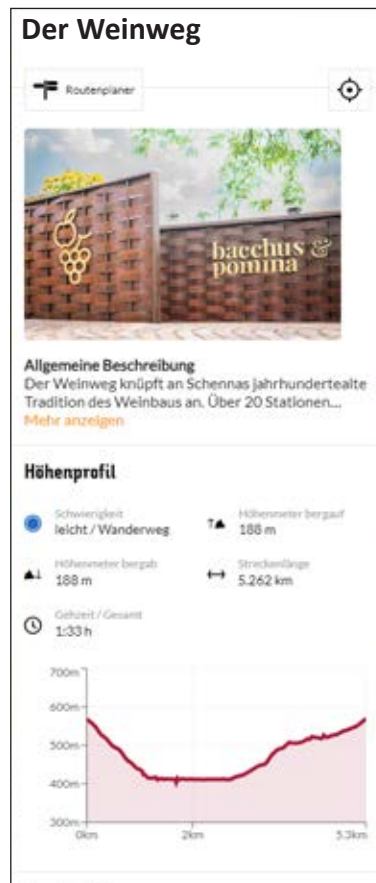 Der Weinweg
Routenplaner
bacchus &
pomina
Allgemeine Beschreibung
Der Weinweg knüpft an Schennas jahrhundertealte
Tradition des Weinbaus an. Über 20 Stationen...
Mehr anzeigen
Höhenprofil
Schwierigkeit
leicht / Wanderweg
Höhenmeter bergauf
188 m
Höhenmeter bergab
188 m
Streckenlänge
5.262 km
Gehzeit / Gesamt
1:33 h
700m
600m
500m
400m
300m
0km 2km 5.3km